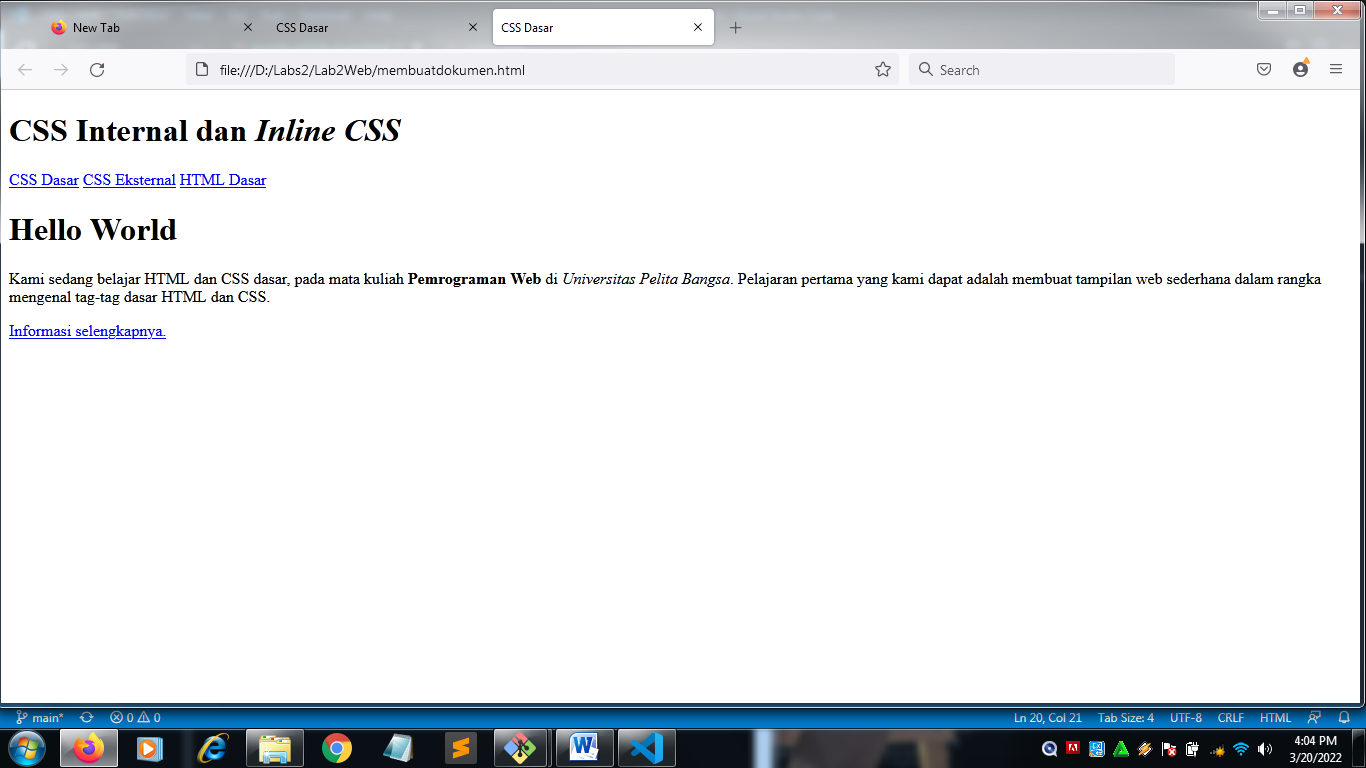 New Tab
CSS Dasar
CSS Dasar
file:///D:/Labs2/Lab2Web/membuatdokumen.html
Search
CSS Internal dan Inline CSS
CSS Dasar CSS Eksternal HTML Dasar
Hello World
Kami sedang belajar HTML dan CSS dasar, pada mata kuliah Pemrograman Web di Universitas Pelita Bangsa. Pelajaran pertama yang kami dapat adalah membuat tampilan web sederhana dalam rangka
mengenal tag-tag dasar HTML dan CSS.
Informasi selengkapnya.
main* 0 0 Ln 20, Col 21 Tab Size: 4 UTF-8 CRLF HTML
4:04 PM
3/20/2022